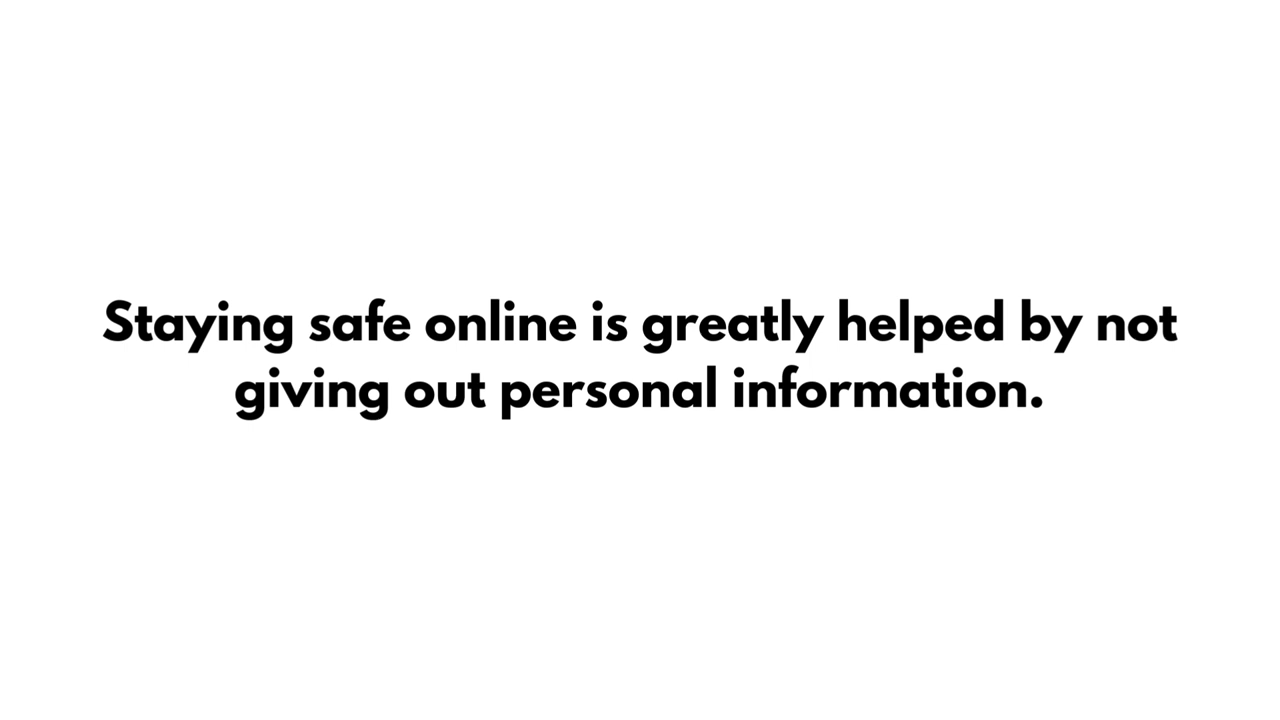 Staying safe online is greatly helped by not
giving out personal information.